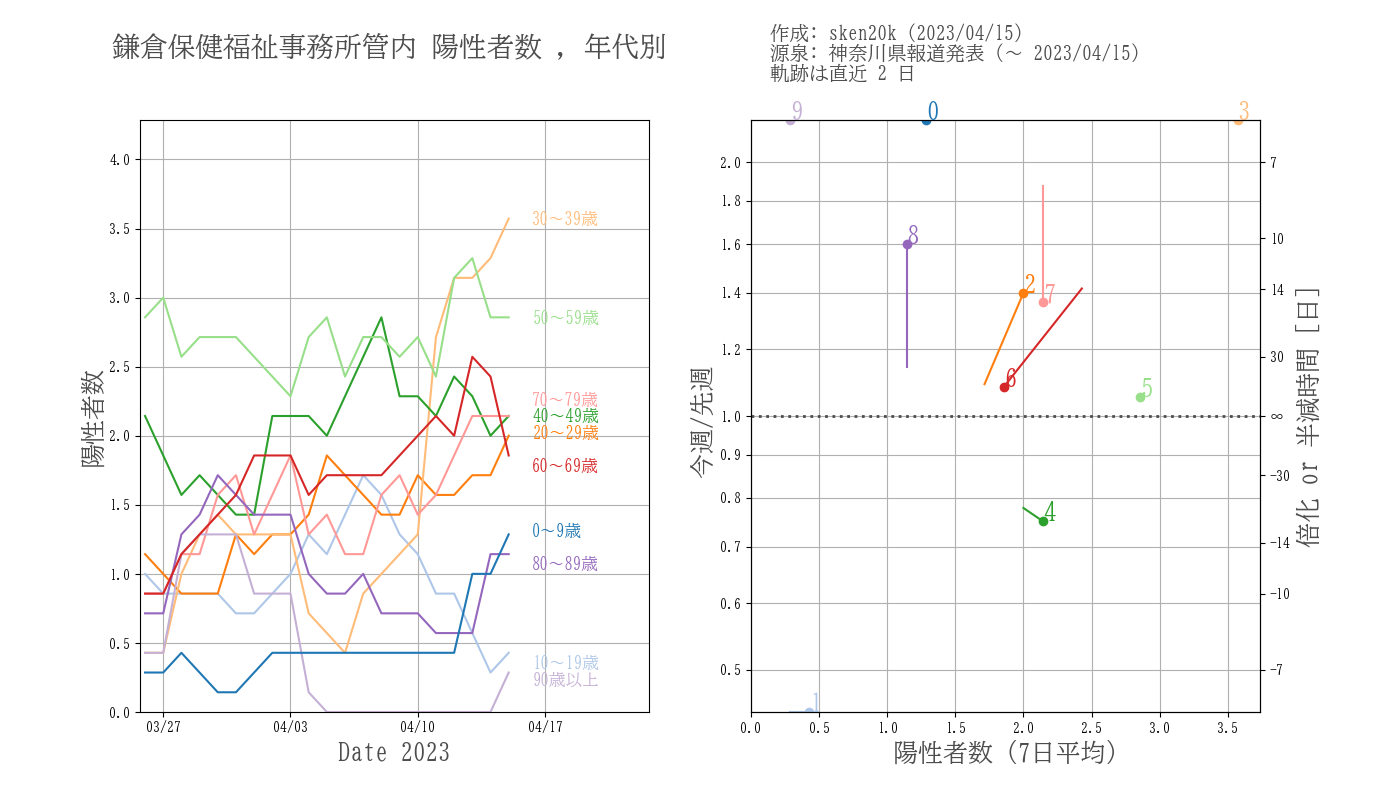 鎌倉保健福祉事務所管内 陽性者数 , 年代別
作成: sken20k (2023/04/15)
源泉: 神奈川県報道発表 (～ 2023/04/15)
軌跡は直近 2 日
陽性者数
4.0
3.5
3.0
2.5
2.0
1.5
1.0
0.5
0.0
03/27
04/03
04/10
04/17
Date 2023
30～39歳
50～59歳
70～79歳
40～49歳
20～29歳
60～69歳
0～9歳
80～89歳
10～19歳
90歳以上
今週/先週
2.0
1.8
1.6
1.4
1.2
1.0
0.9
0.8
0.7
0.6
0.5
9
0
3
8
2
7
6
5
4
1
0.0
0.5
1.0
1.5
2.0
2.5
3.0
3.5
陽性者数 (7日平均)
7
10
14
30
∞
-30
-14
-10
-7
倍化 or 半減時間 [日]